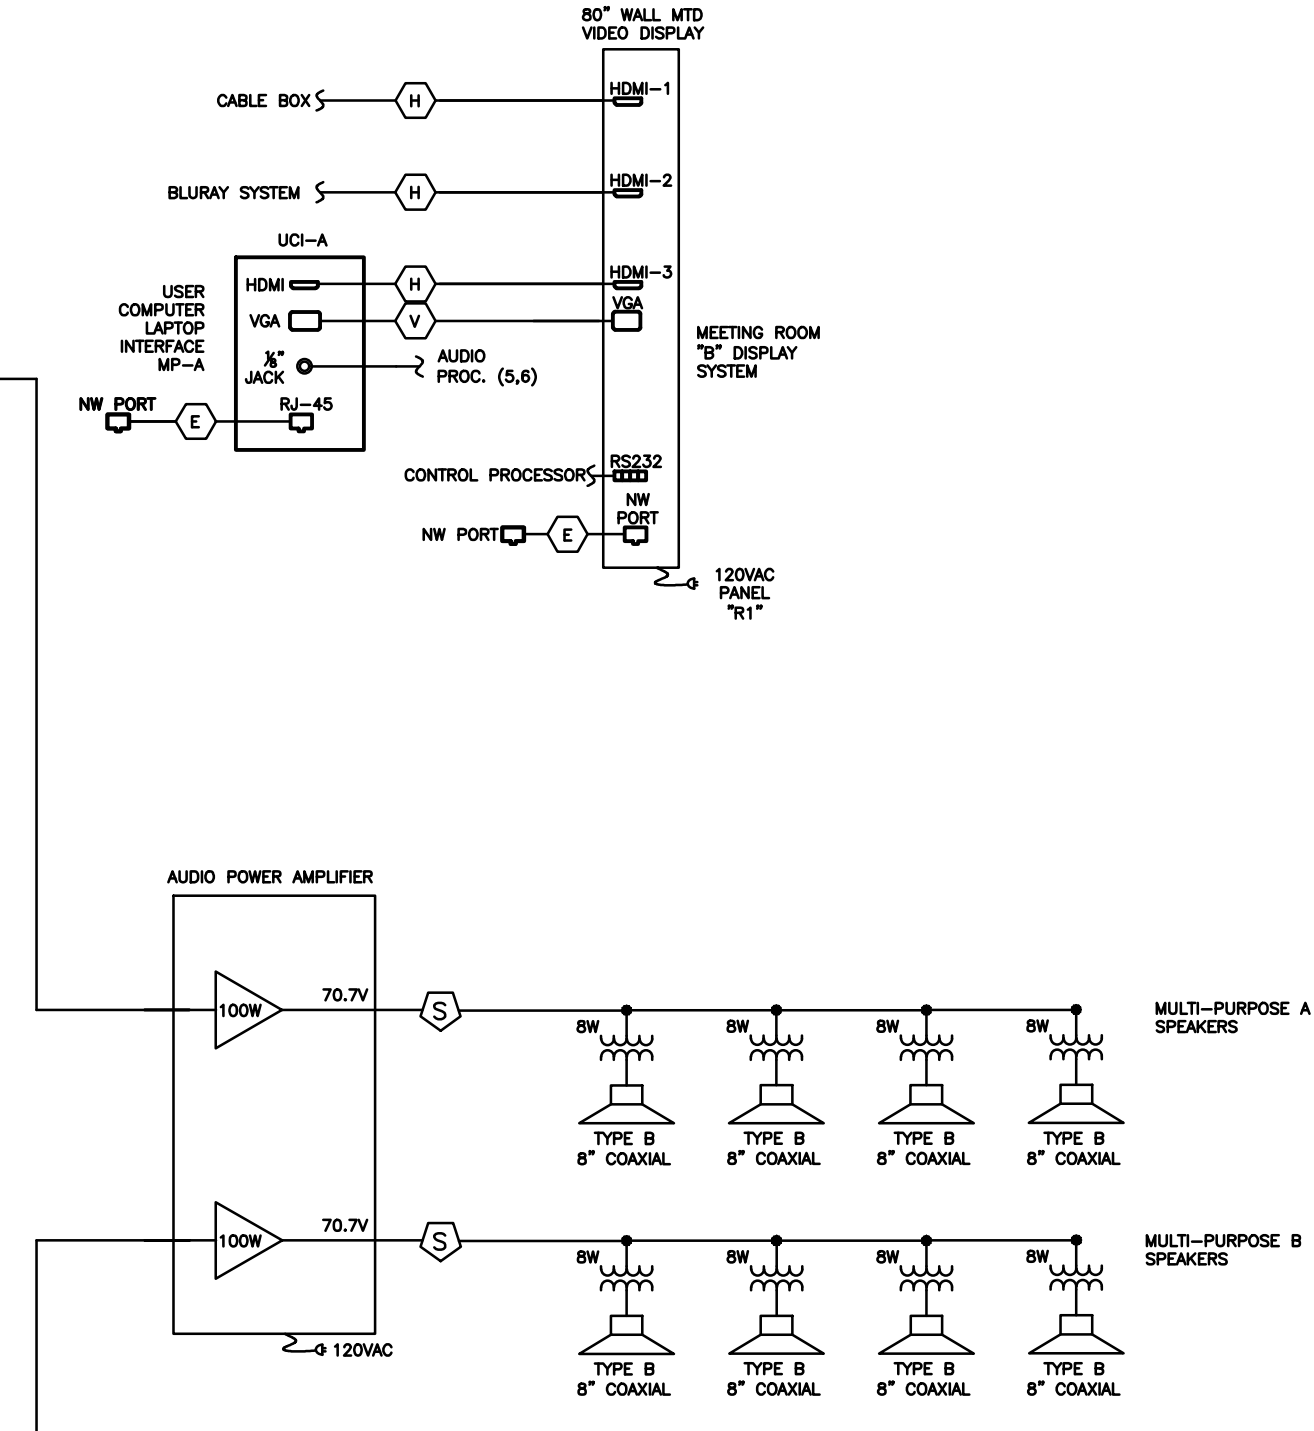 80" WALL MTD
VIDEO DISPLAY
HDMI-1
CABLE BOX
H
HDMI-2
BLURAY SYSTEM
H
UCI-A
HDMI-3
HDMI
H
USER
COMPUTER
LAPTOP
INTERFACE
MP-A
VGA
VGA
V
MEETING ROOM
"B" DISPLAY
SYSTEM
⅛"
JACK
AUDIO
PROC. (5,6)
NW PORT
E
RJ-45
CONTROL PROCESSOR
RS232
NW
PORT
NW PORT
E
120VAC
PANEL
"R1"
AUDIO POWER AMPLIFIER
100W
70.7V
S
8W
8W
8W
8W
MULTI-PURPOSE A
SPEAKERS
TYPE B
8" COAXIAL
TYPE B
8" COAXIAL
TYPE B
8" COAXIAL
TYPE B
8" COAXIAL
100W
70.7V
S
8W
8W
8W
8W
MULTI-PURPOSE B
SPEAKERS
TYPE B
8" COAXIAL
TYPE B
8" COAXIAL
TYPE B
8" COAXIAL
TYPE B
8" COAXIAL
120VAC